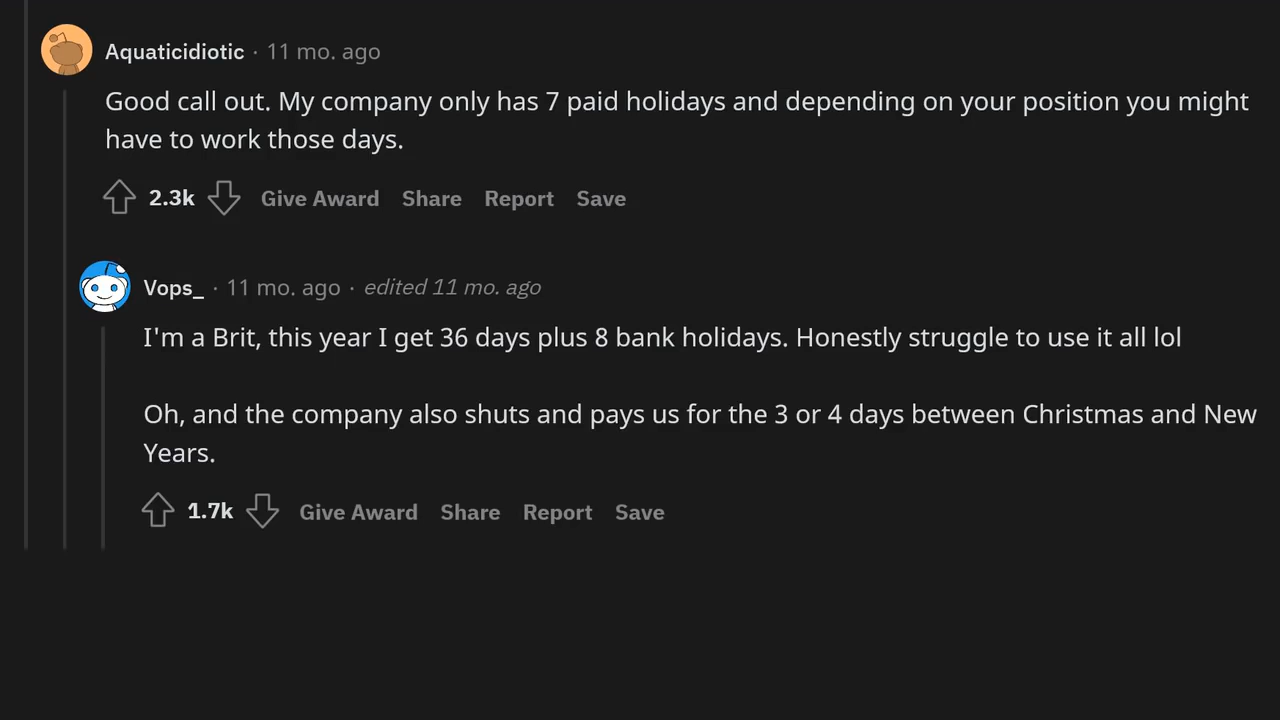 Aquaticidiotic · 11 mo. ago
Good call out. My company only has 7 paid holidays and depending on your position you might
have to work those days.
2.3k Give Award Share Report Save
Vops_ · 11 mo. ago · edited 11 mo. ago
I'm a Brit, this year I get 36 days plus 8 bank holidays. Honestly struggle to use it all lol
Oh, and the company also shuts and pays us for the 3 or 4 days between Christmas and New
Years.
1.7k Give Award Share Report Save